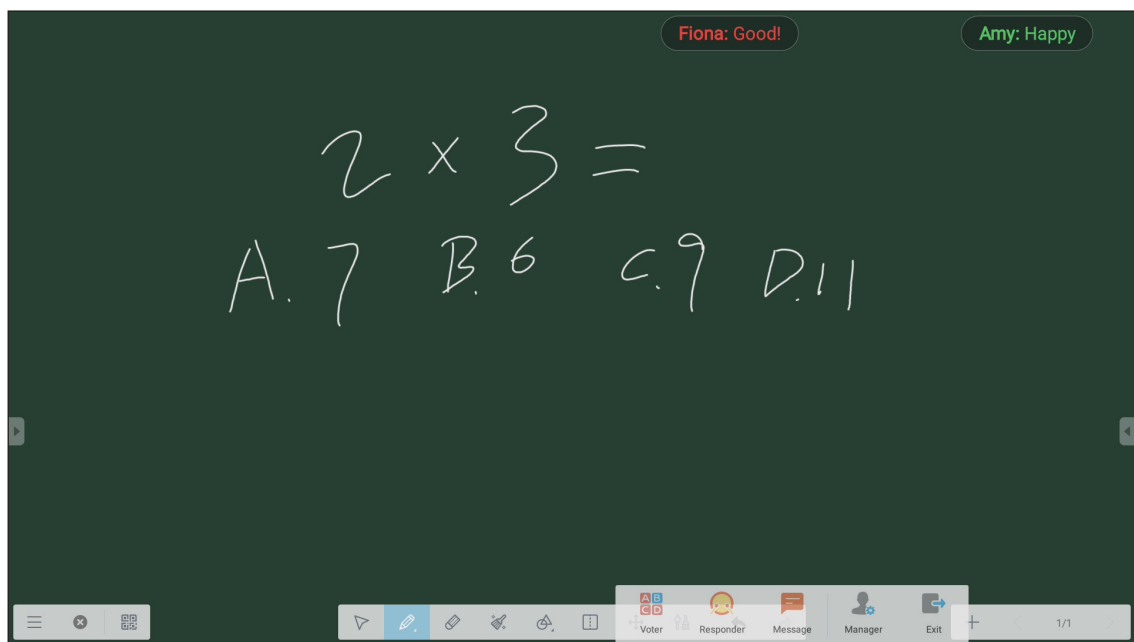 Fiona: Good! Amy: Happy
2 × 3 =
A. 7 B. 6 C. 9 D. 11
A B
C D
Voter Responder Message Manager Exit
1/1